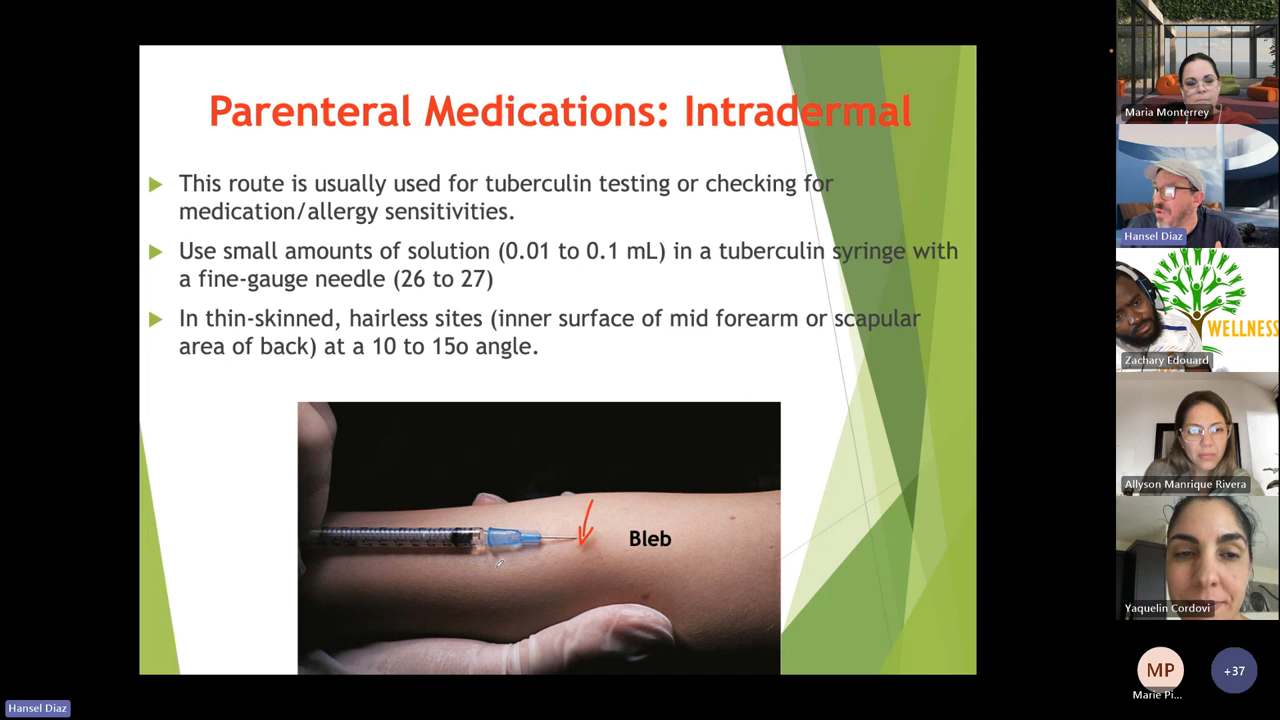 Parenteral Medications: Intradermal
This route is usually used for tuberculin testing or checking for
medication/allergy sensitivities.
Use small amounts of solution (0.01 to 0.1 mL) in a tuberculin syringe with
a fine-gauge needle (26 to 27)
In thin-skinned, hairless sites (inner surface of mid forearm or scapular
area of back) at a 10 to 15o angle.
Bleb
Maria Monterrey
Hansel Diaz
WELLNESS
Zachary Edouard
Allyson Manrique Rivera
Yaquelin Cordovi
MP
+37
Marie Pi...
Hansel Diaz